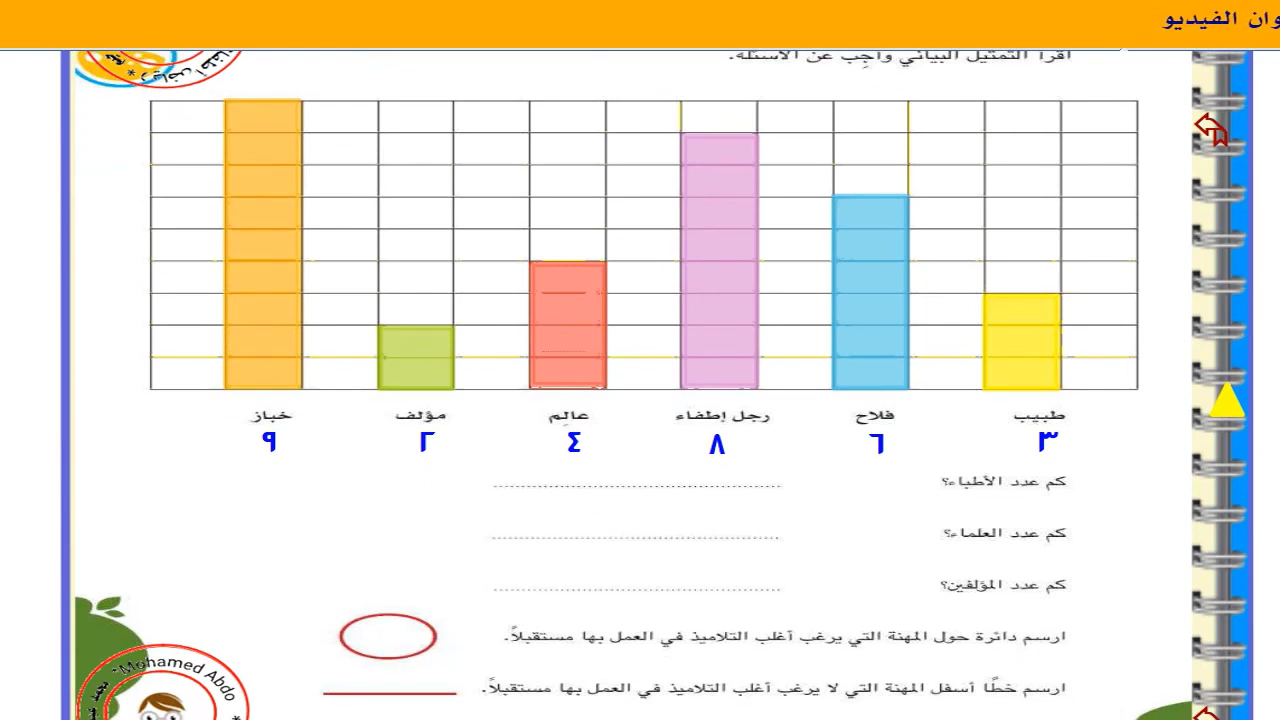 وان الفيديو
اقرأ التمثيل البياني وأجِب عن الأسئلة.
طبيب فلاح رجل إطفاء عالِم مؤلف خباز
٣ ٦ ٨ ٤ ٢ ٩
كم عدد الأطباء؟
كم عدد العلماء؟
كم عدد المؤلفين؟
ارسم دائرة حول المهنة التي يرغب أغلب التلاميذ في العمل بها مستقبلاً.
ارسم خطًا أسفل المهنة التي لا يرغب أغلب التلاميذ في العمل بها مستقبلاً.
Mohamed Abdo